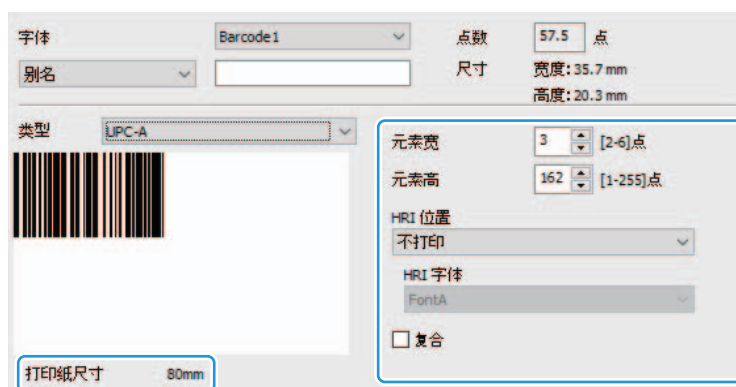 字体 Barcode1 点数 57.5 点
别名 尺寸 宽度: 35.7 mm
高度: 20.3 mm
类型 UPC-A
元素宽 3 [2-6]点
元素高 162 [1-255]点
HRI 位置
不打印
HRI 字体
FontA
复合
打印纸尺寸 80mm